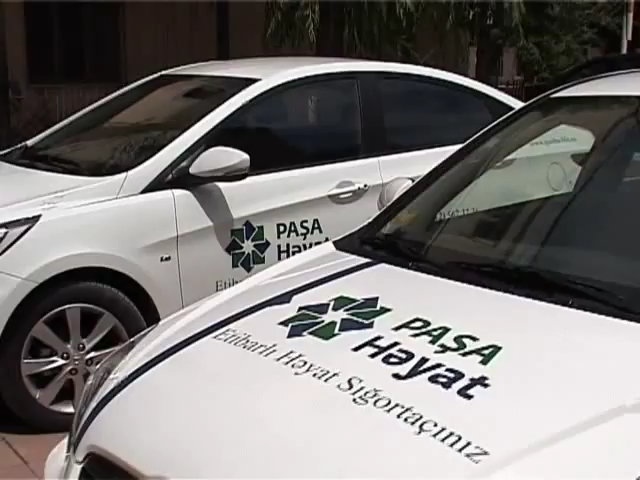 PAŞA
Həyat
PAŞA
Həyat
Etibarlı Həyat Sığortaçınız